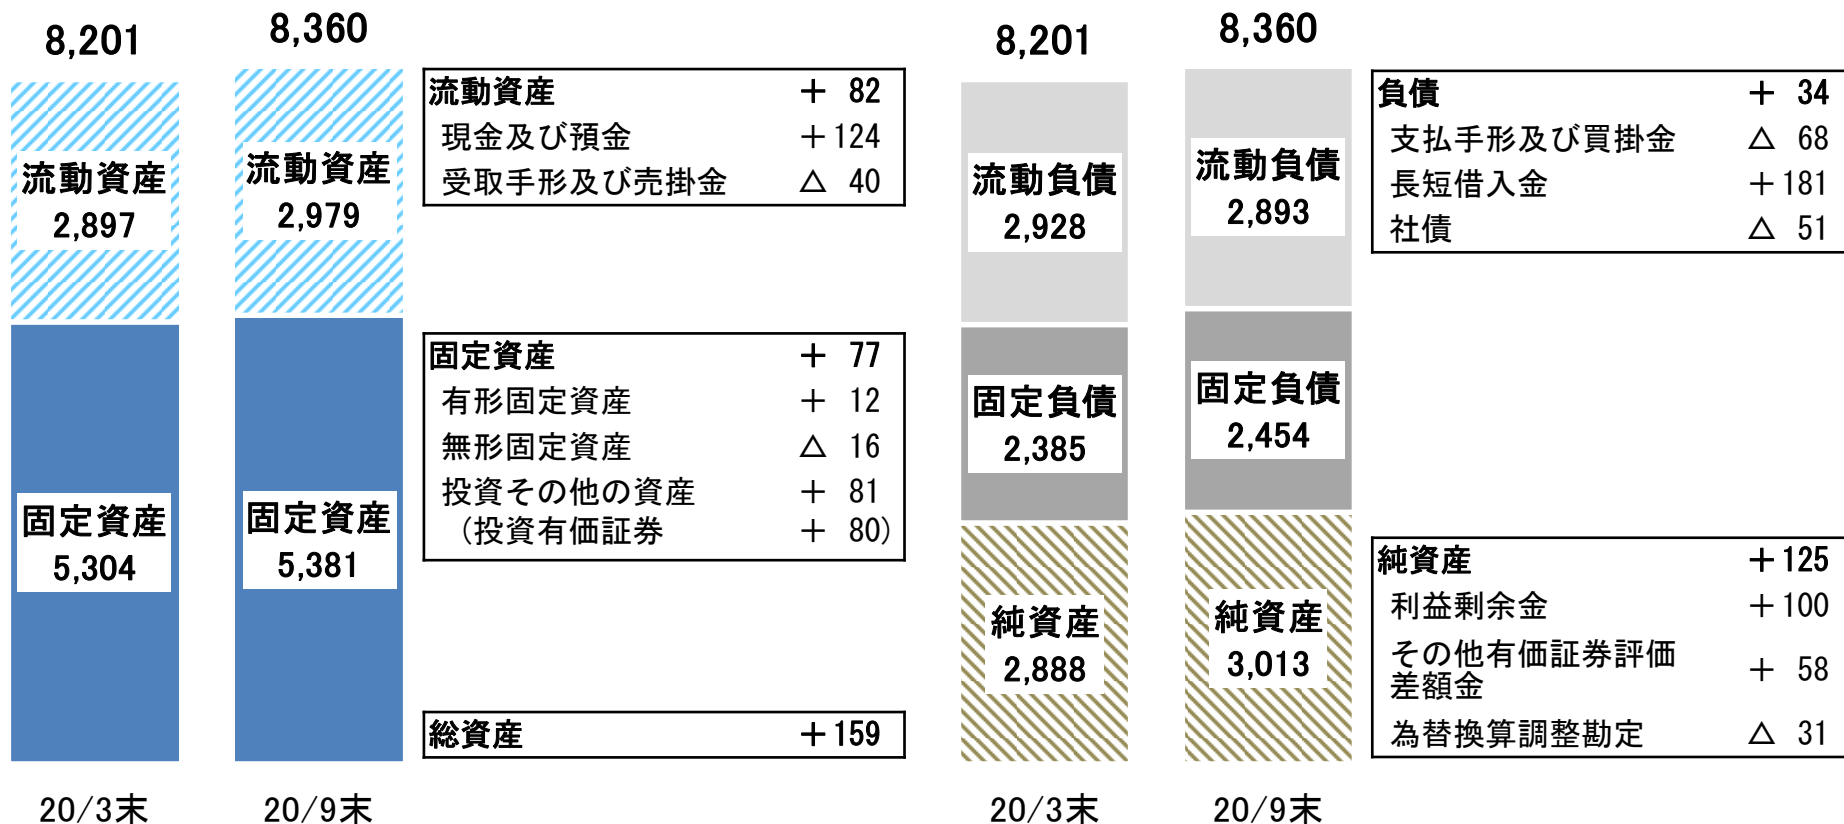 8,201
8,360
流動資産
2,897
流動資産
2,979
固定資産
5,304
固定資産
5,381
20/3末
20/9末
流動資産 + 82
現金及び預金 +124
受取手形及び売掛金 △ 40
固定資産 + 77
有形固定資産 + 12
無形固定資産 △ 16
投資その他の資産 + 81
(投資有価証券 + 80)
総資産 +159
8,201
8,360
流動負債
2,928
流動負債
2,893
固定負債
2,385
固定負債
2,454
純資産
2,888
純資産
3,013
20/3末
20/9末
負債 + 34
支払手形及び買掛金 △ 68
長短借入金 +181
社債 △ 51
純資産 +125
利益剰余金 +100
その他有価証券評価
差額金 + 58
為替換算調整勘定 △ 31